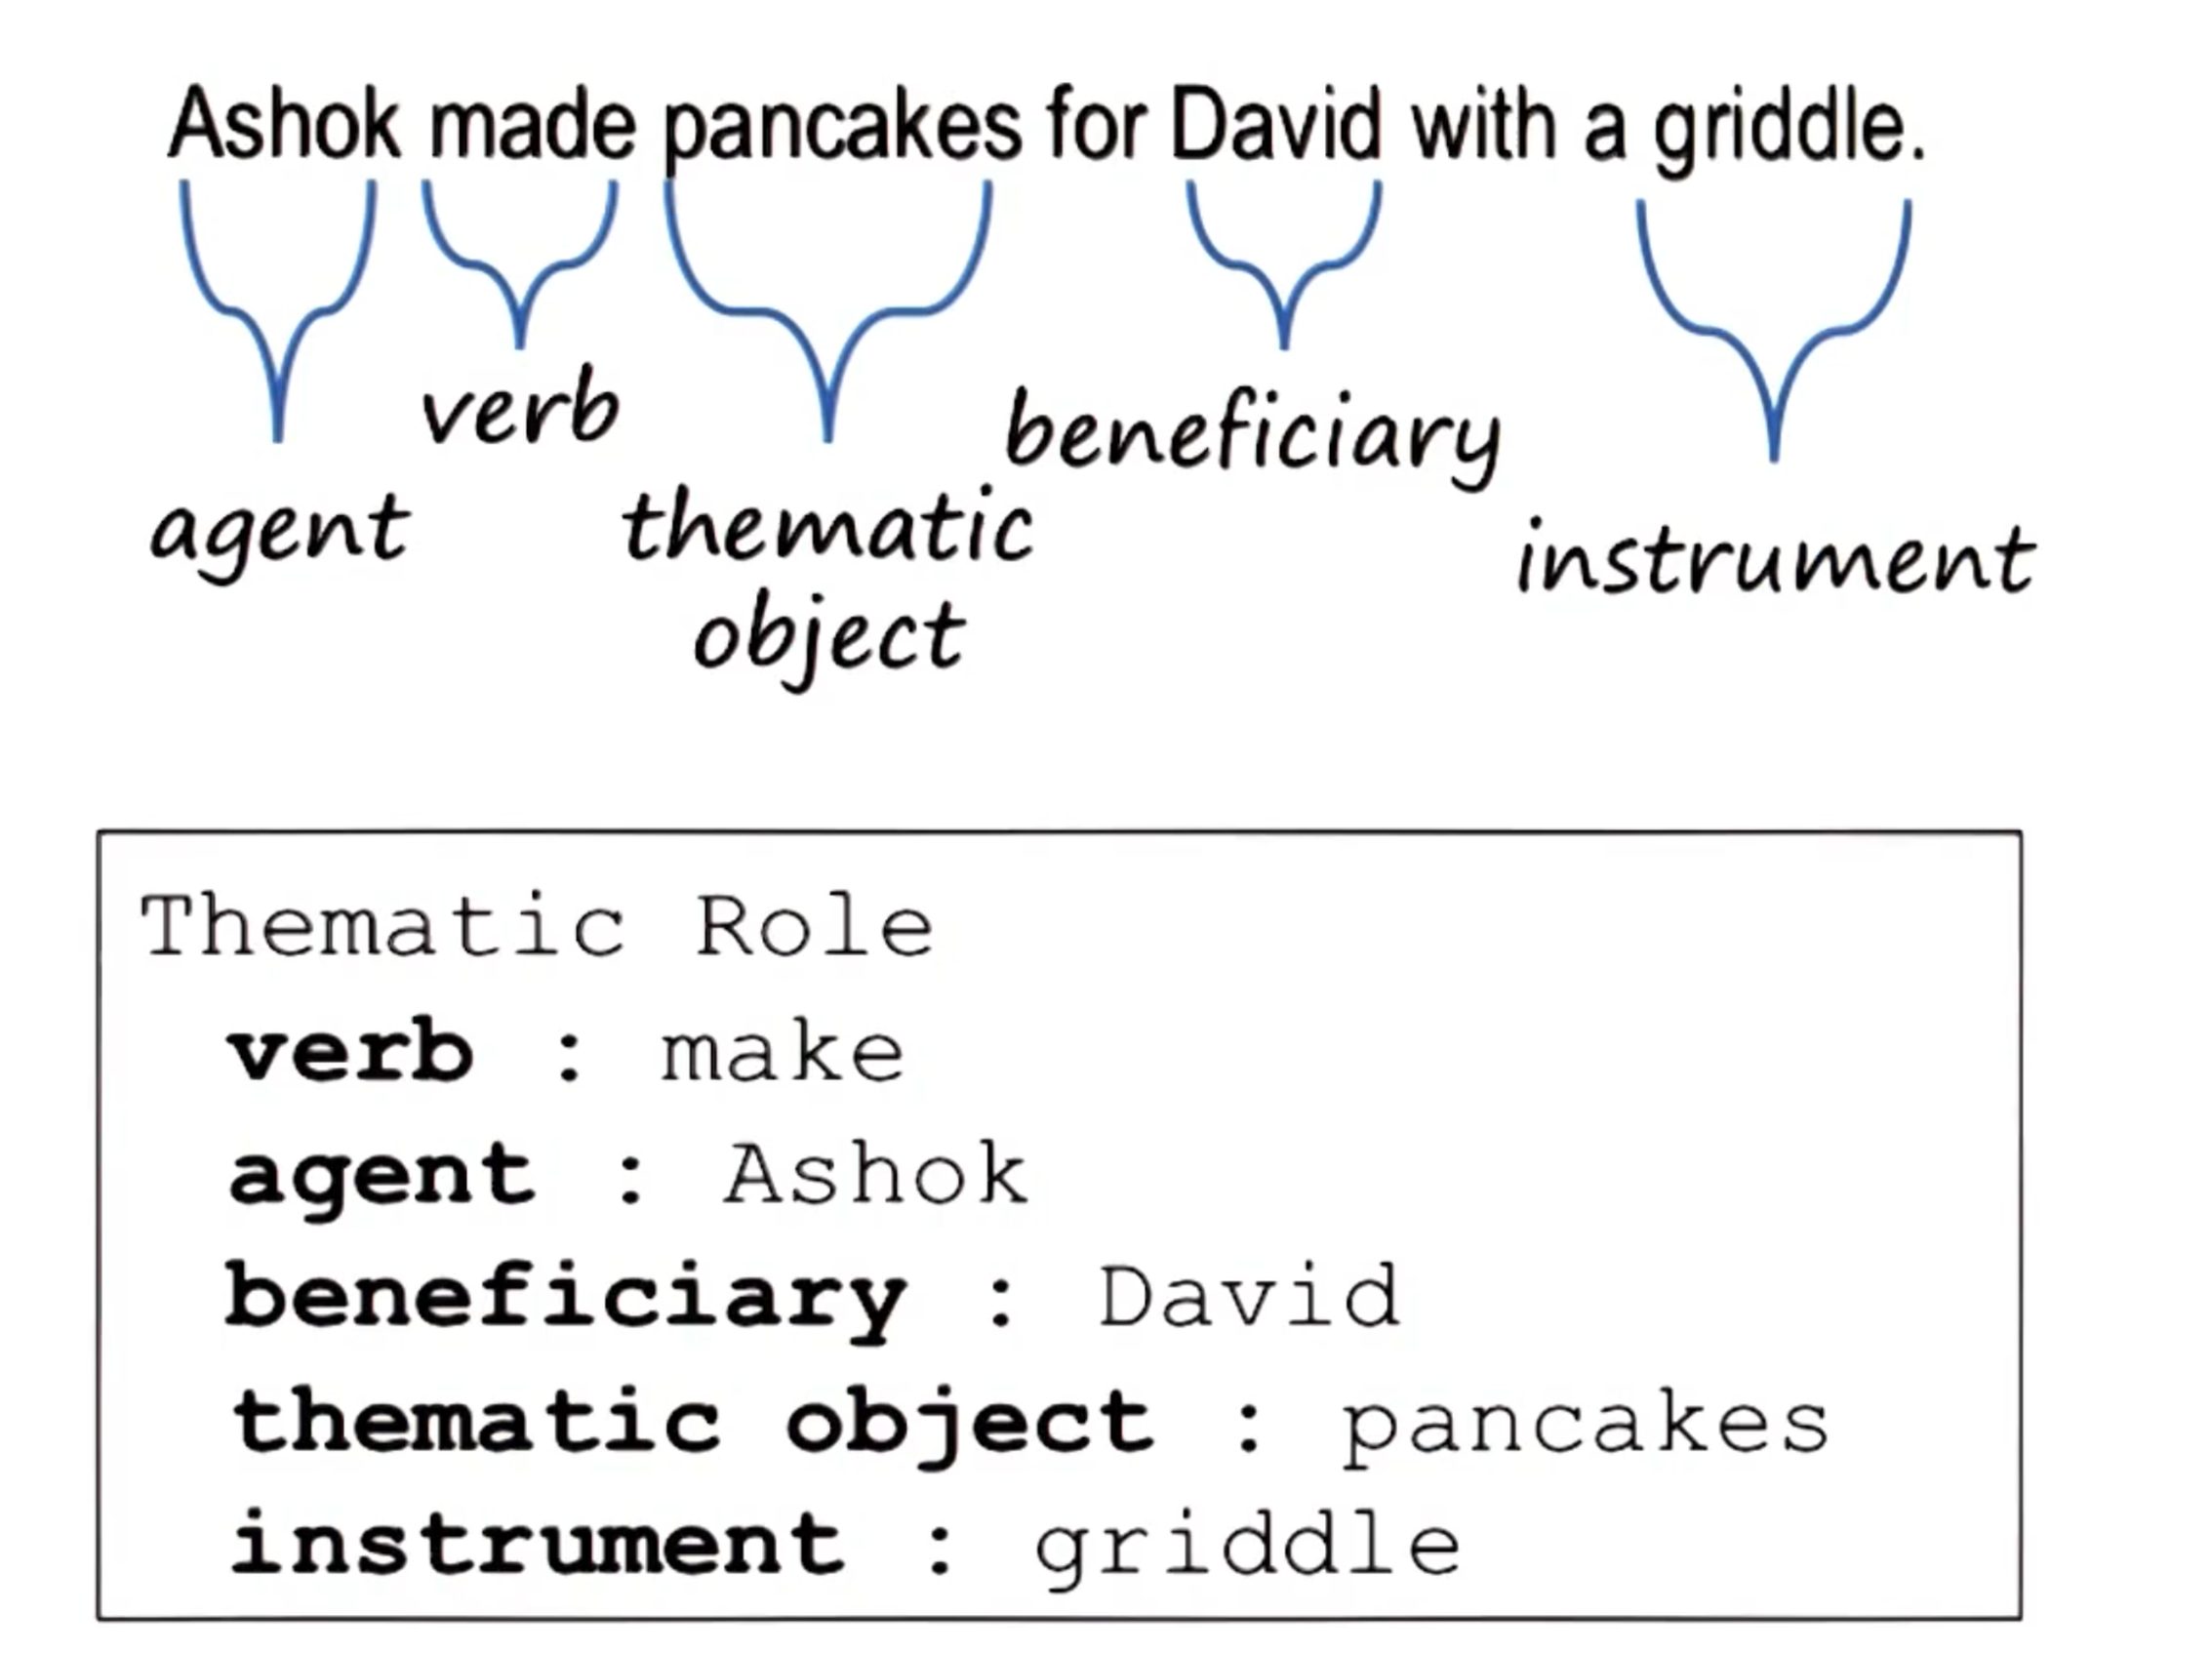 Ashok made pancakes for David with a griddle.
verb
beneficiary
agent
thematic
object
instrument
Thematic Role
verb : make
agent : Ashok
beneficiary : David
thematic object : pancakes
instrument : griddle